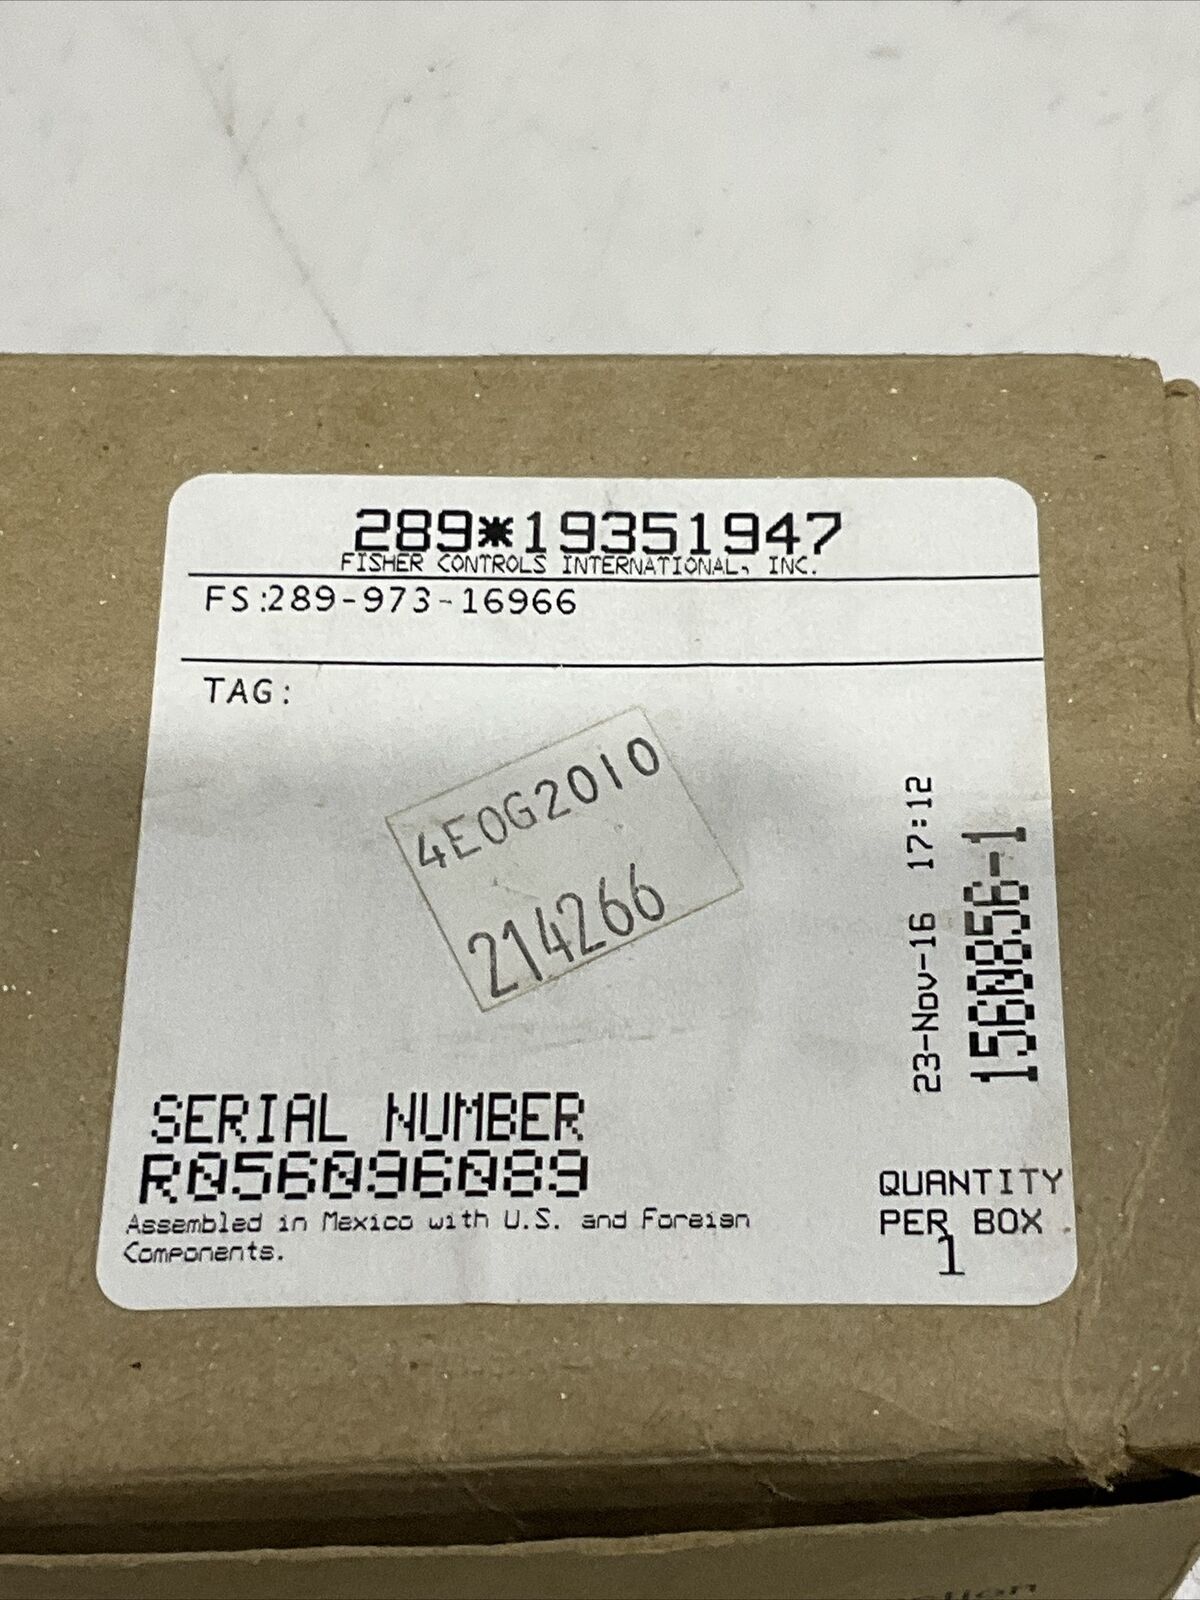 289*19351947
FISHER CONTROLS INTERNATIONAL, INC.
FS:289-973-16966
TAG:
4E0G2010
214266
23-Nov-16 17:12
1560856-1
SERIAL NUMBER
R056096089
Assembled in Mexico with U.S. and Foreign
Components.
QUANTITY
PER BOX
1